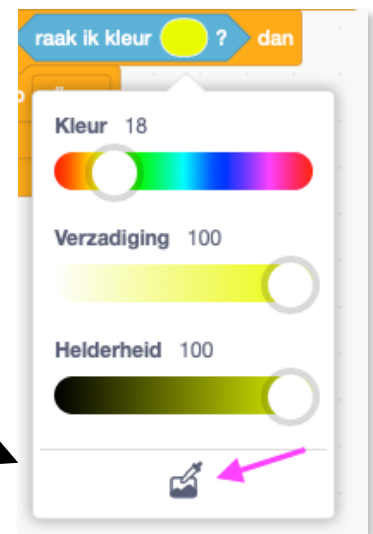 raak ik kleur ? dan
Kleur 18
Verzadiging 100
Helderheid 100